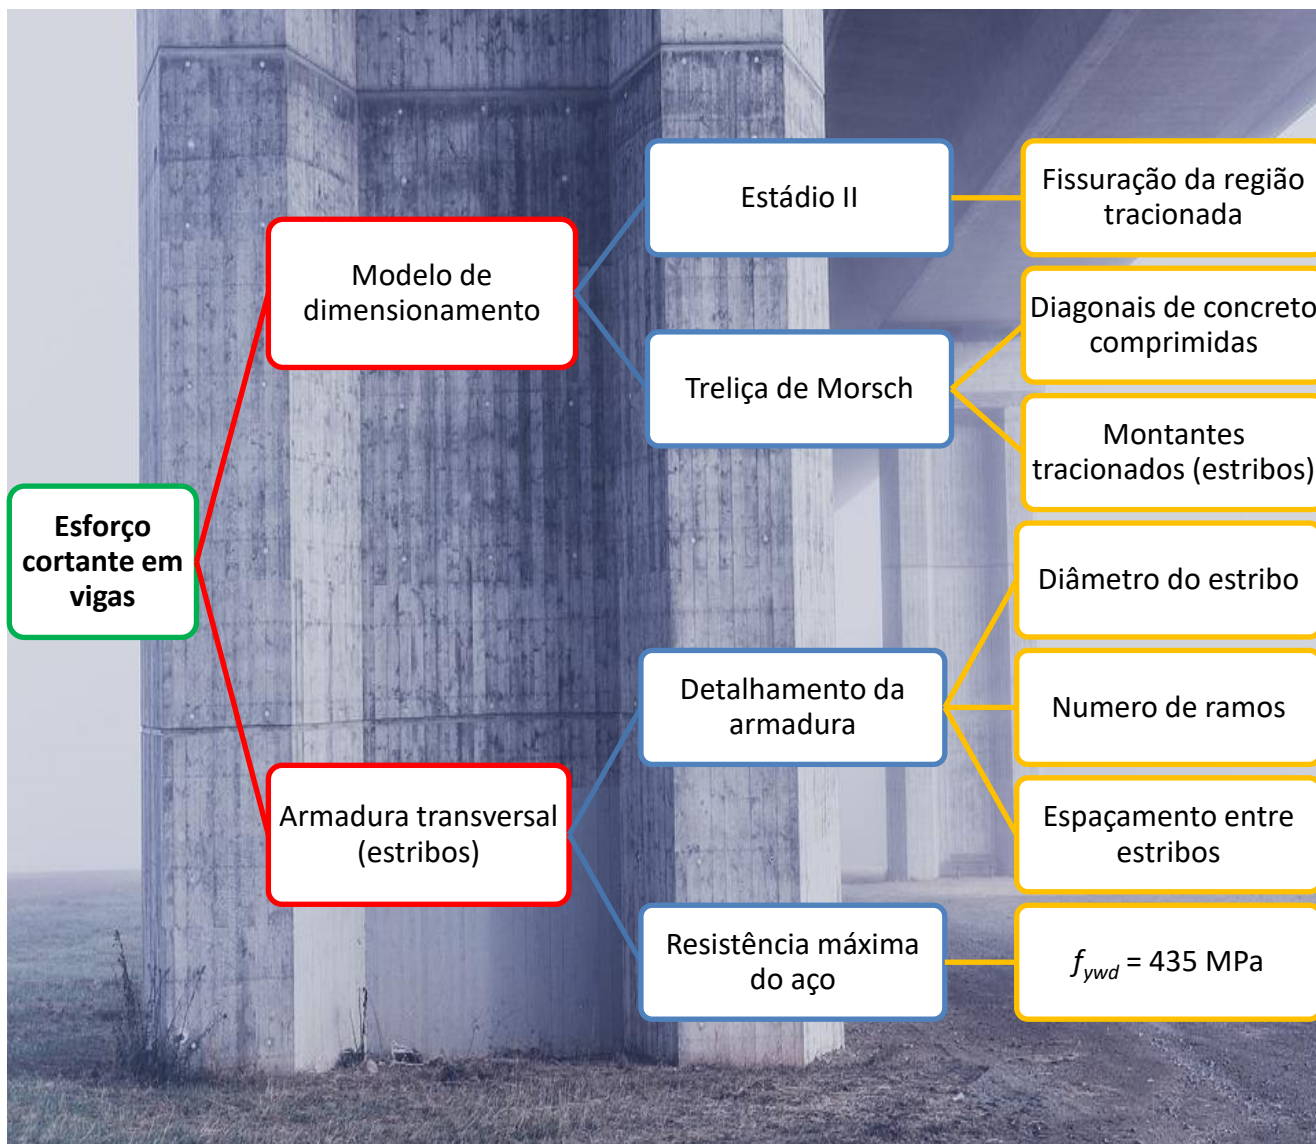 Esforço
cortante em
vigas
Modelo de
dimensionamento
Estádio II
Fissuração da região
tracionada
Treliça de Morsch
Diagonais de concreto
comprimidas
Montantes
tracionados (estribos)
Armadura transversal
(estribos)
Detalhamento da
armadura
Diâmetro do estribo
Numero de ramos
Espaçamento entre
estribos
Resistência máxima
do aço
fywd = 435 MPa